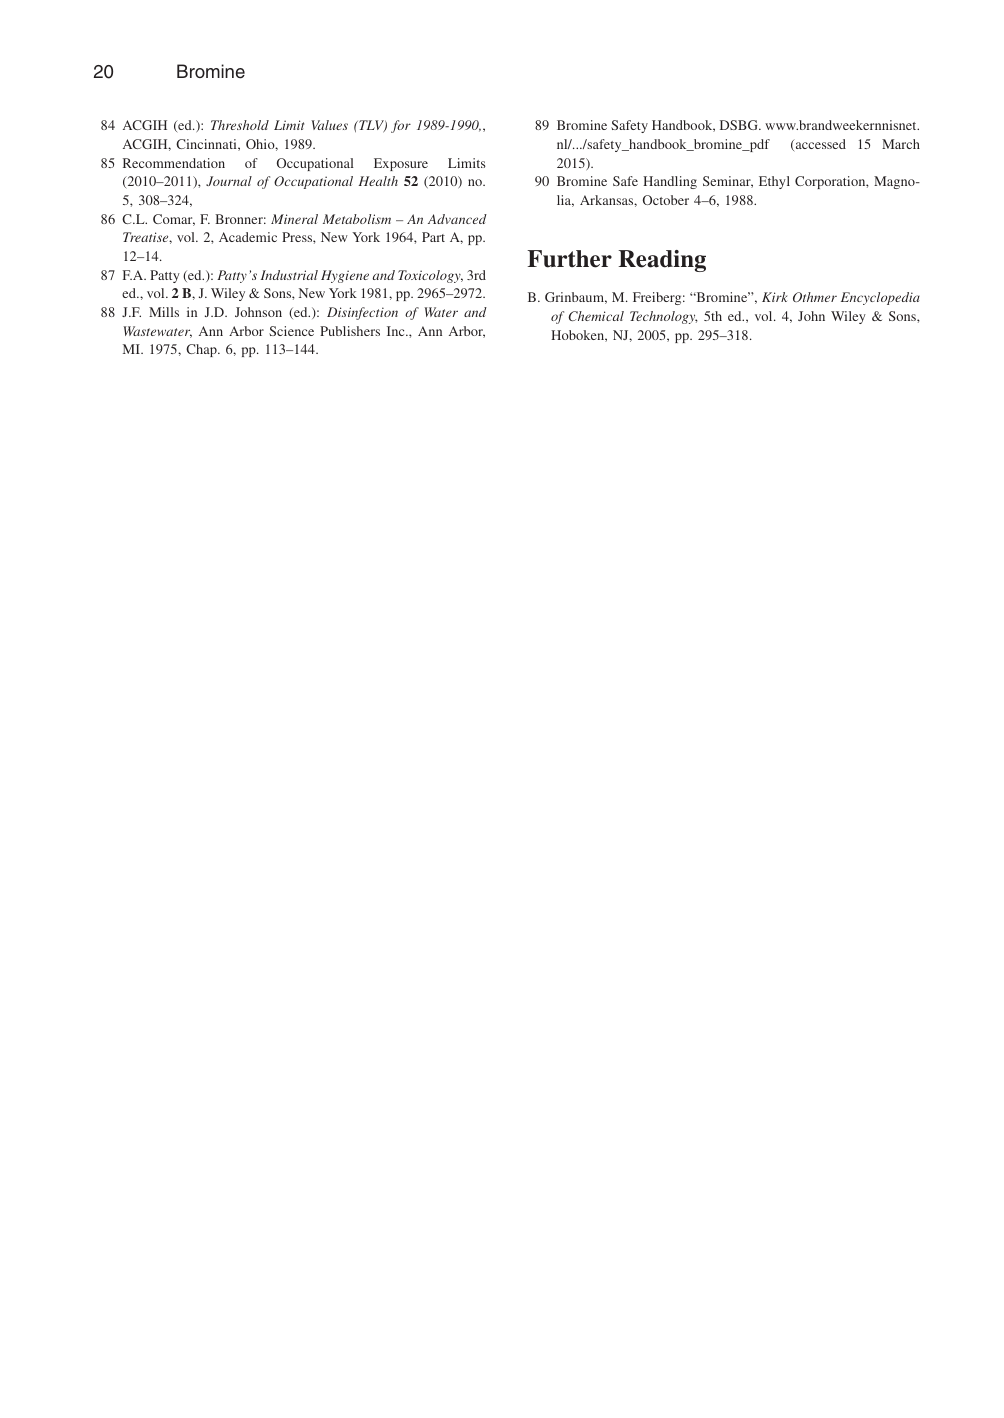 20 Bromine
84 ACGIH (ed.): Threshold Limit Values (TLV) for 1989-1990,,
ACGIH, Cincinnati, Ohio, 1989.
85 Recommendation of Occupational Exposure Limits
(2010–2011), Journal of Occupational Health 52 (2010) no.
5, 308–324,
86 C.L. Comar, F. Bronner: Mineral Metabolism – An Advanced
Treatise, vol. 2, Academic Press, New York 1964, Part A, pp.
12–14.
87 F.A. Patty (ed.): Patty's Industrial Hygiene and Toxicology, 3rd
ed., vol. 2 B, J. Wiley & Sons, New York 1981, pp. 2965–2972.
88 J.F. Mills in J.D. Johnson (ed.): Disinfection of Water and
Wastewater, Ann Arbor Science Publishers Inc., Ann Arbor,
MI. 1975, Chap. 6, pp. 113–144.
89 Bromine Safety Handbook, DSBG. www.brandweekernnisnet.
nl/.../safety_handbook_bromine_pdf (accessed 15 March
2015).
90 Bromine Safe Handling Seminar, Ethyl Corporation, Magno-
lia, Arkansas, October 4–6, 1988.
Further Reading
B. Grinbaum, M. Freiberg: “Bromine”, Kirk Othmer Encyclopedia
of Chemical Technology, 5th ed., vol. 4, John Wiley & Sons,
Hoboken, NJ, 2005, pp. 295–318.